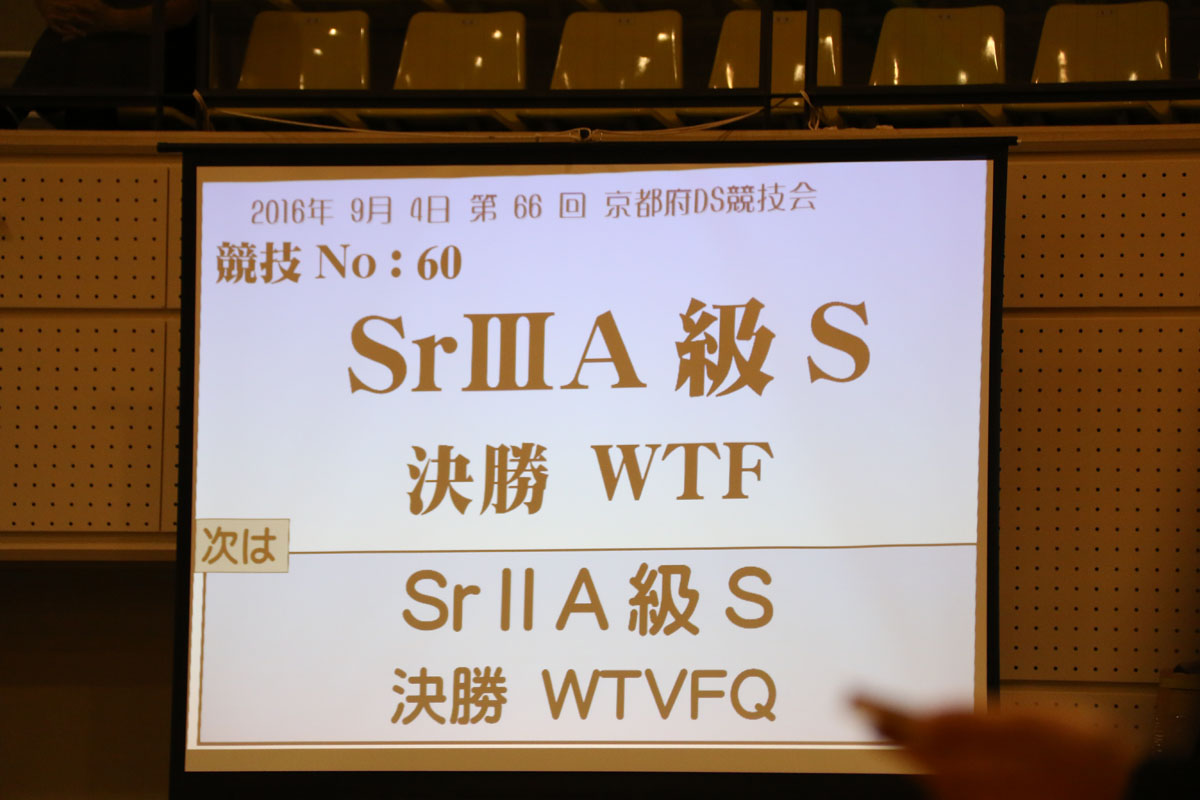 2016年 9月 4日 第 66 回 京都府DS競技会
競技 No：60
SrⅢA 級 S
決勝 WTF
次は
SrⅡA 級 S
決勝 WTVFQ